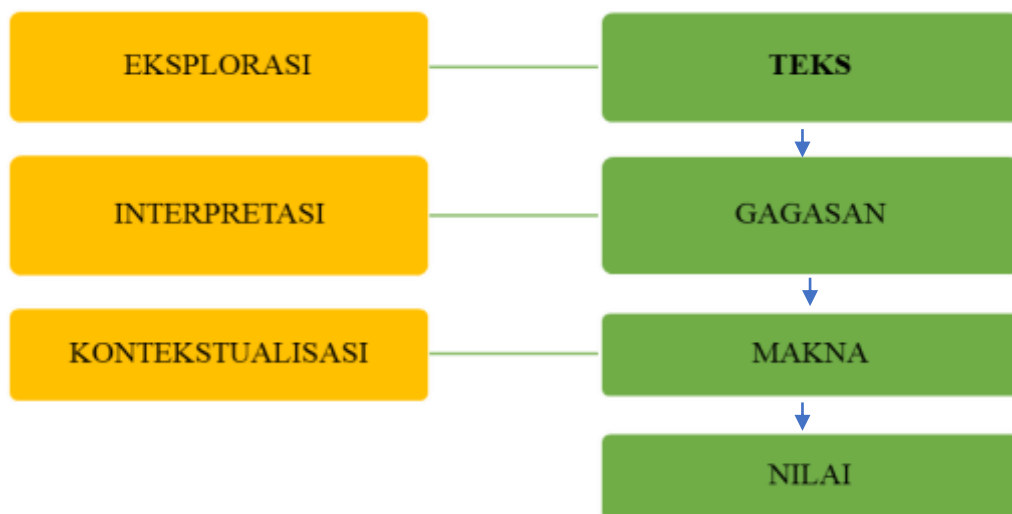 EKSPLORASI
TEKS
INTERPRETASI
GAGASAN
KONTEKSTUALISASI
MAKNA
NILAI